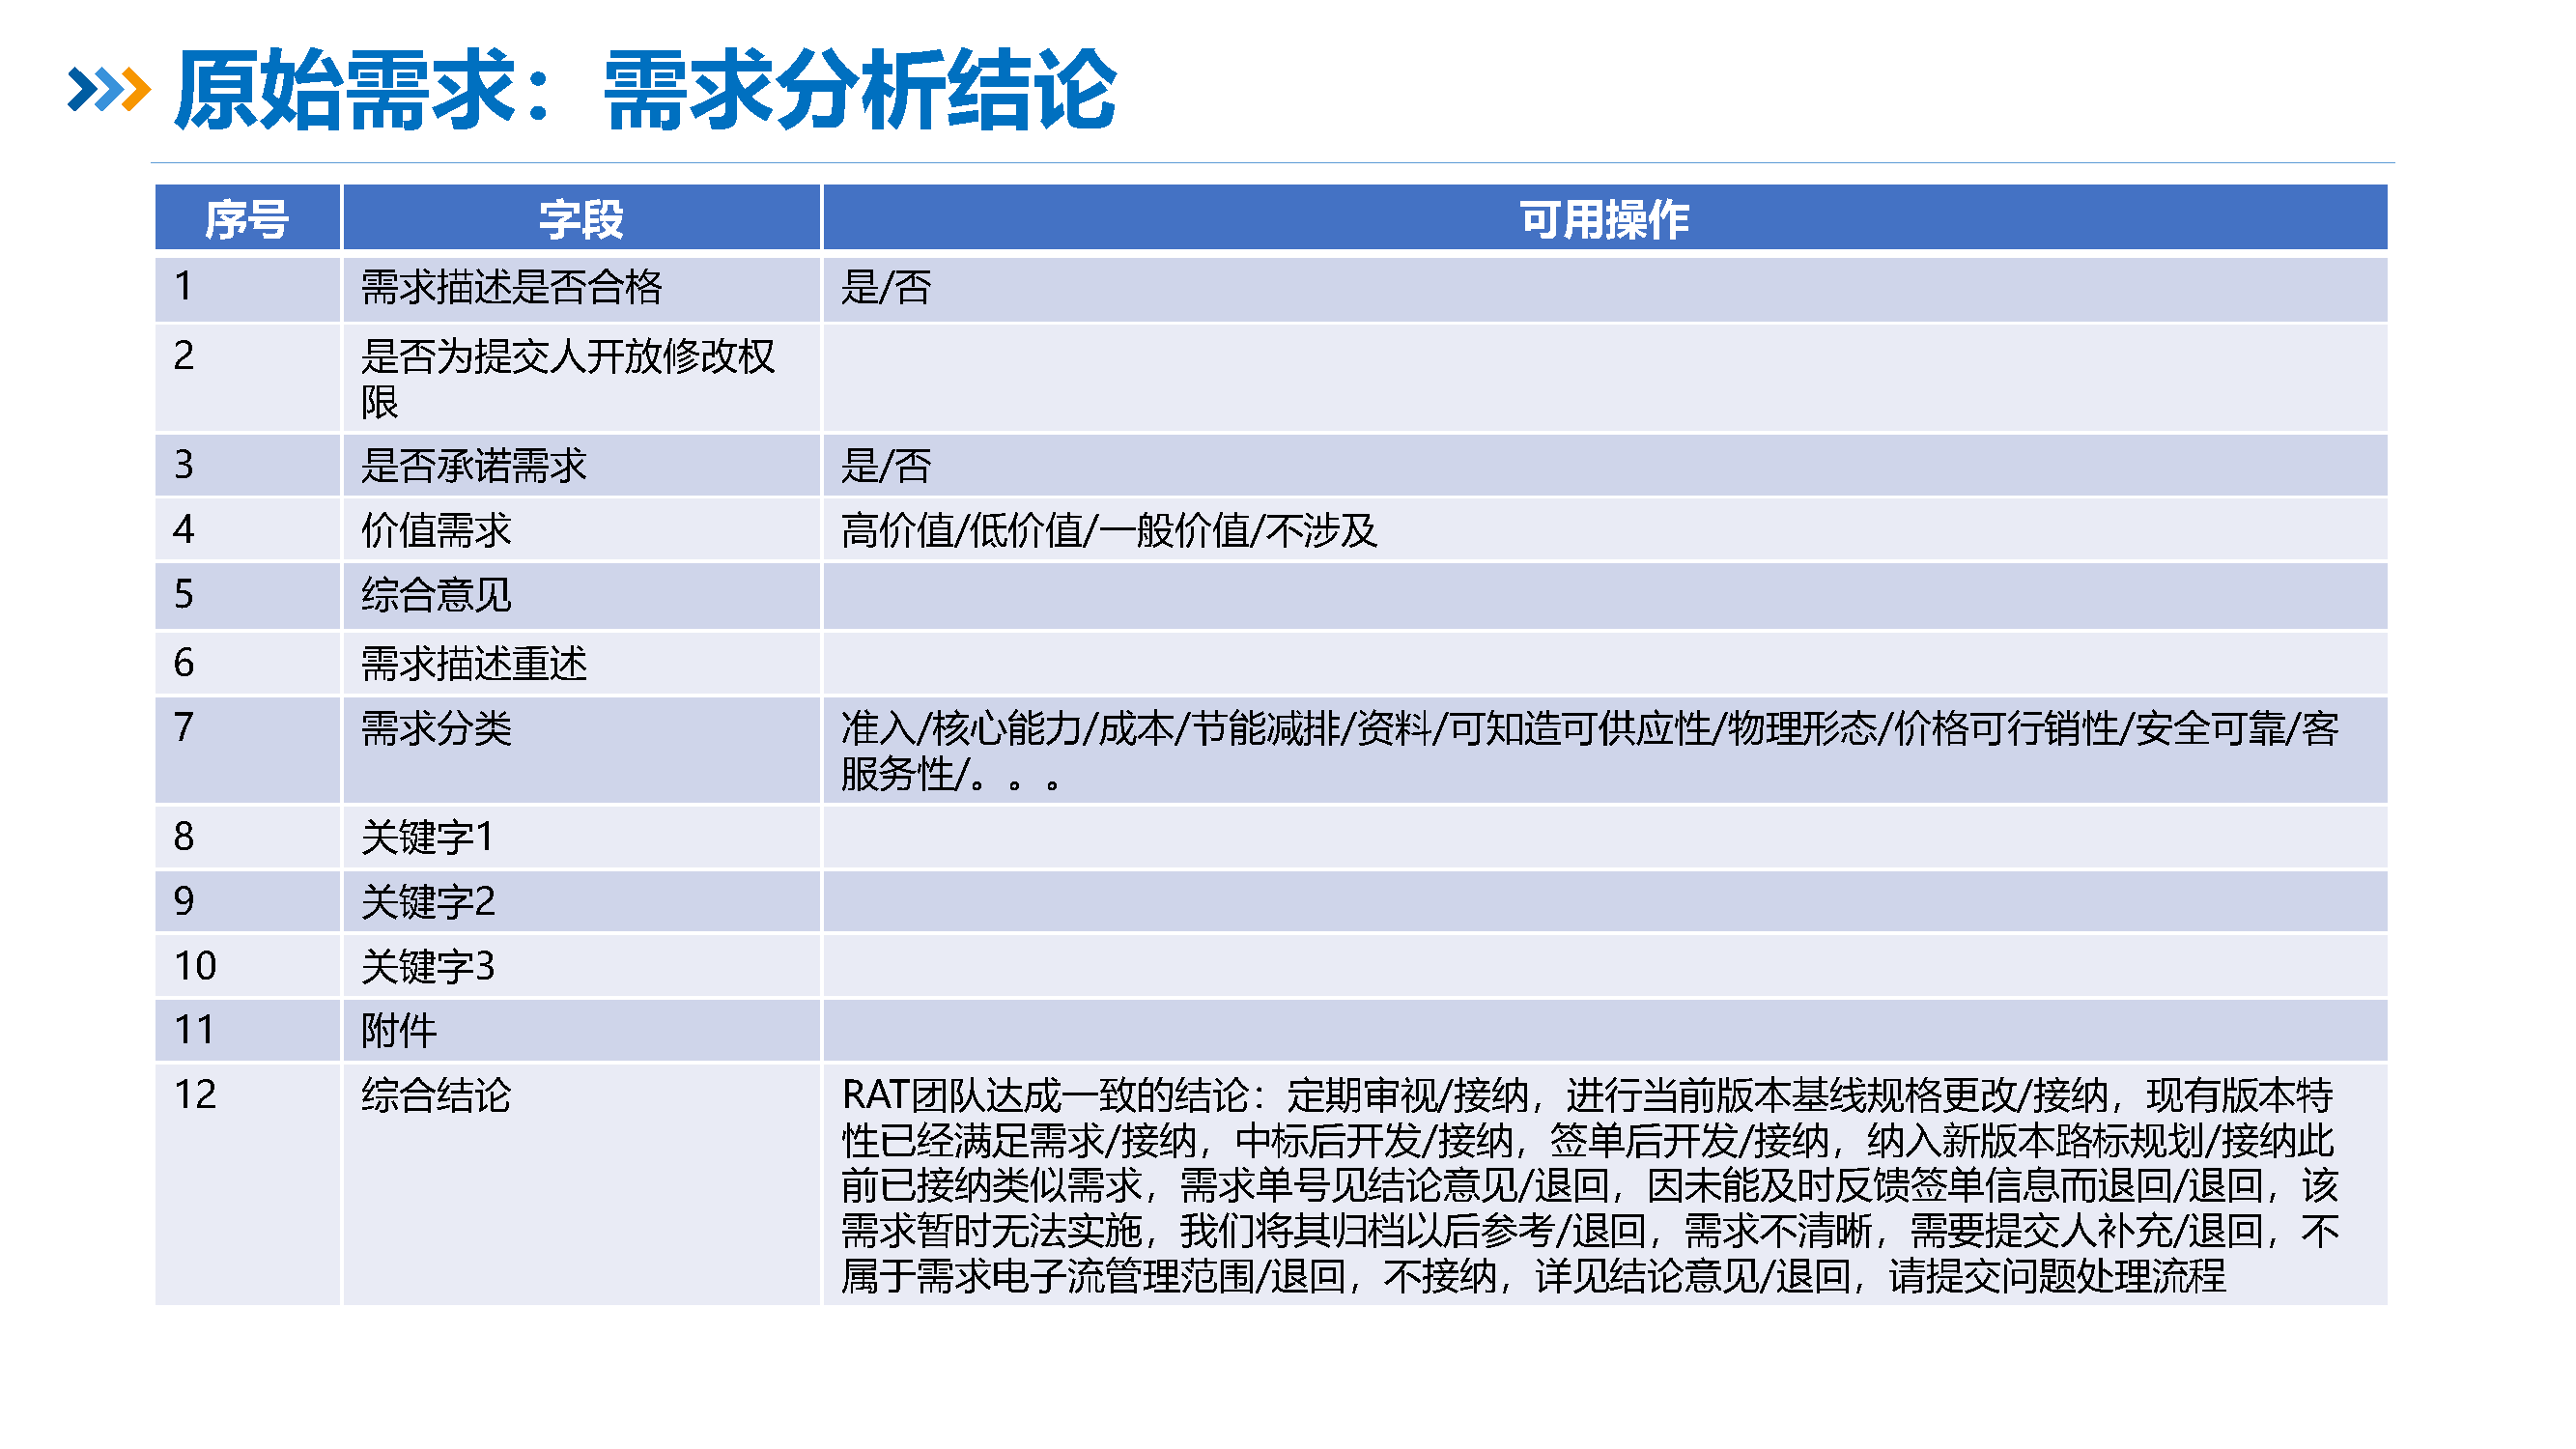 原始需求：需求分析结论
序号 字段 可用操作
1 需求描述是否合格 是/否
2 是否为提交人开放修改权
限
3 是否承诺需求 是/否
4 价值需求 高价值/低价值/一般价值/不涉及
5 综合意见
6 需求描述重述
7 需求分类 准入/核心能力/成本/节能减排/资料/可知造可供应性/物理形态/价格可行销性/安全可靠/客
服务性/。。。
8 关键字1
9 关键字2
10 关键字3
11 附件
12 综合结论 RAT团队达成一致的结论：定期审视/接纳，进行当前版本基线规格更改/接纳，现有版本特
性已经满足需求/接纳，中标后开发/接纳，签单后开发/接纳，纳入新版本路标规划/接纳此
前已接纳类似需求，需求单号见结论意见/退回，因未能及时反馈签单信息而退回/退回，该
需求暂时无法实施，我们将其归档以后参考/退回，需求不清晰，需要提交人补充/退回，不
属于需求电子流管理范围/退回，不接纳，详见结论意见/退回，请提交问题处理流程